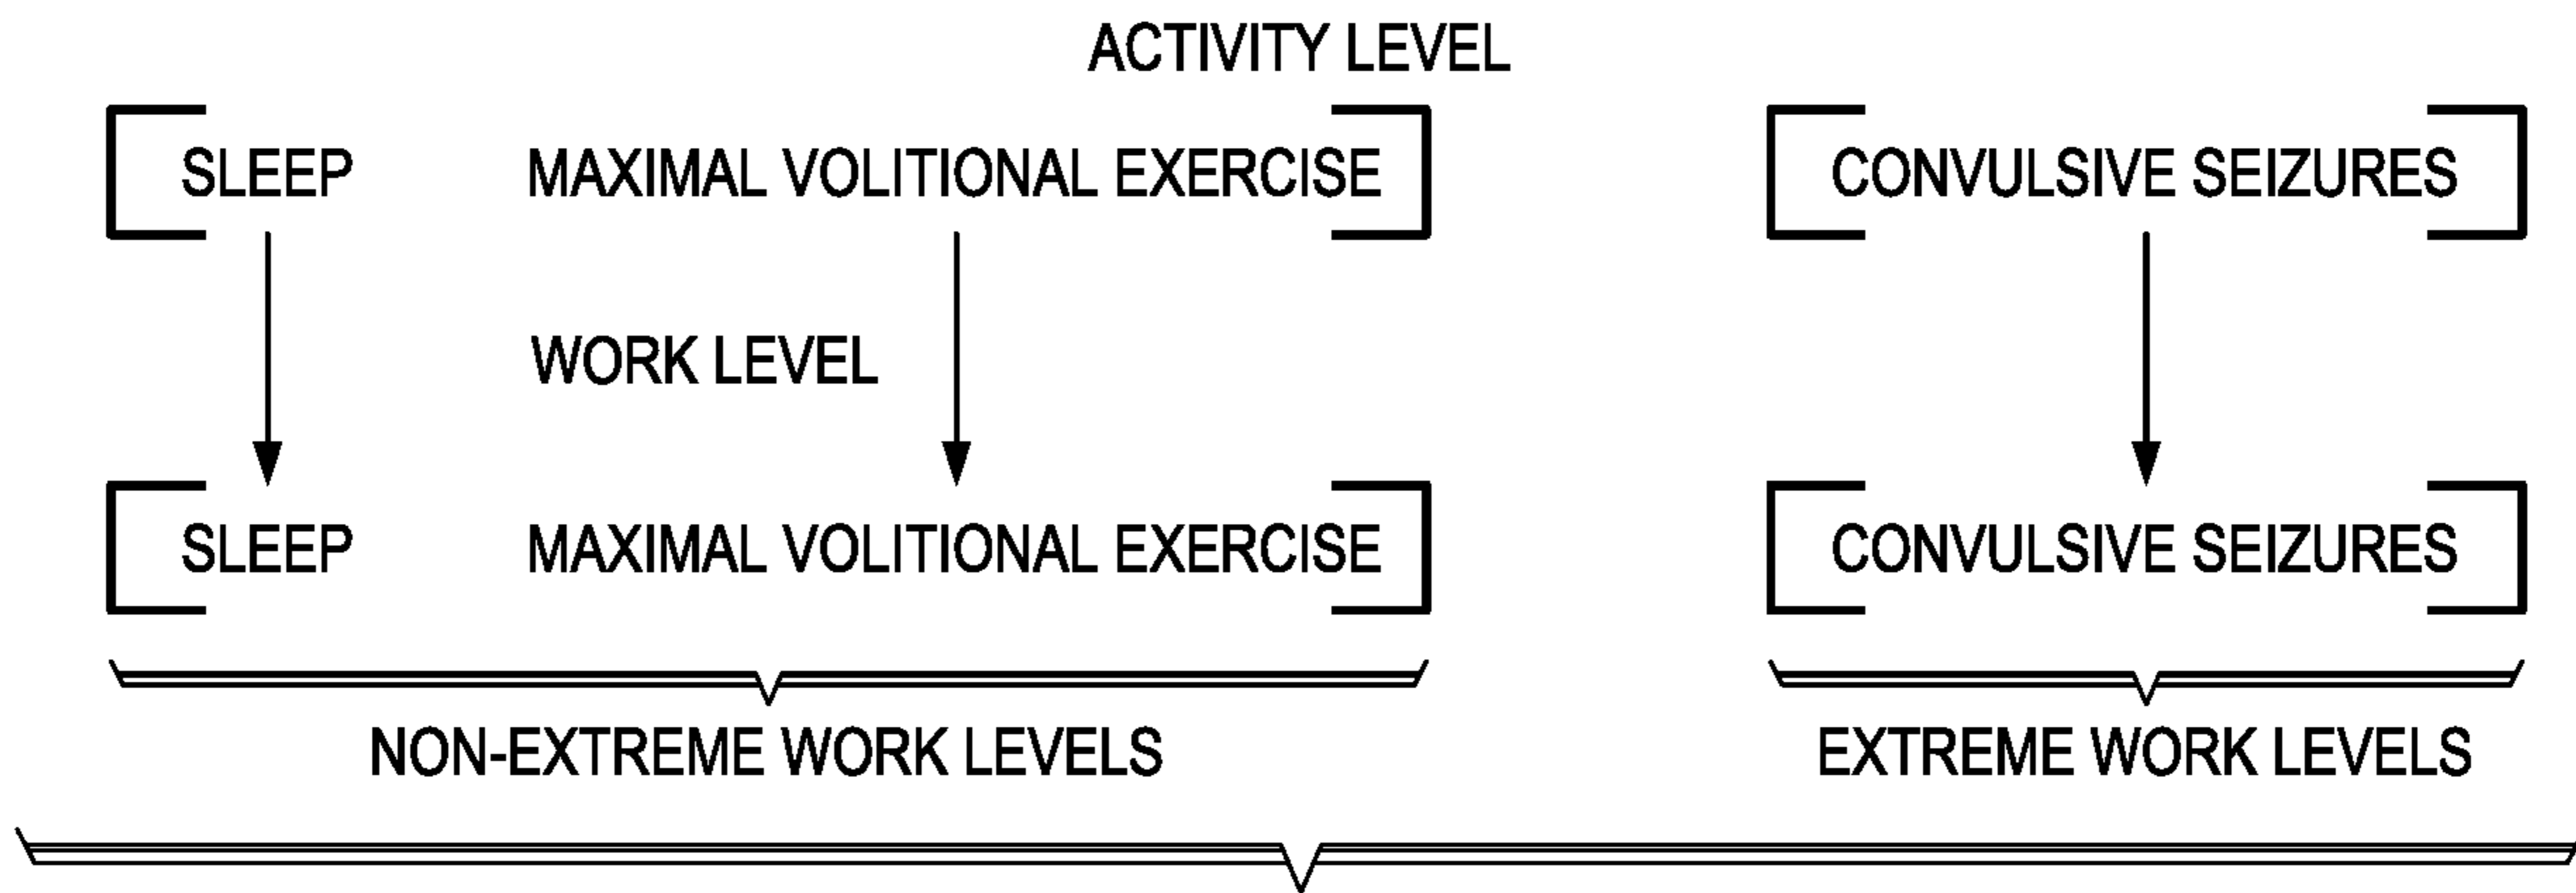 ACTIVITY LEVEL
SLEEP MAXIMAL VOLITIONAL EXERCISE CONVULSIVE SEIZURES
WORK LEVEL
SLEEP MAXIMAL VOLITIONAL EXERCISE CONVULSIVE SEIZURES
NON-EXTREME WORK LEVELS EXTREME WORK LEVELS